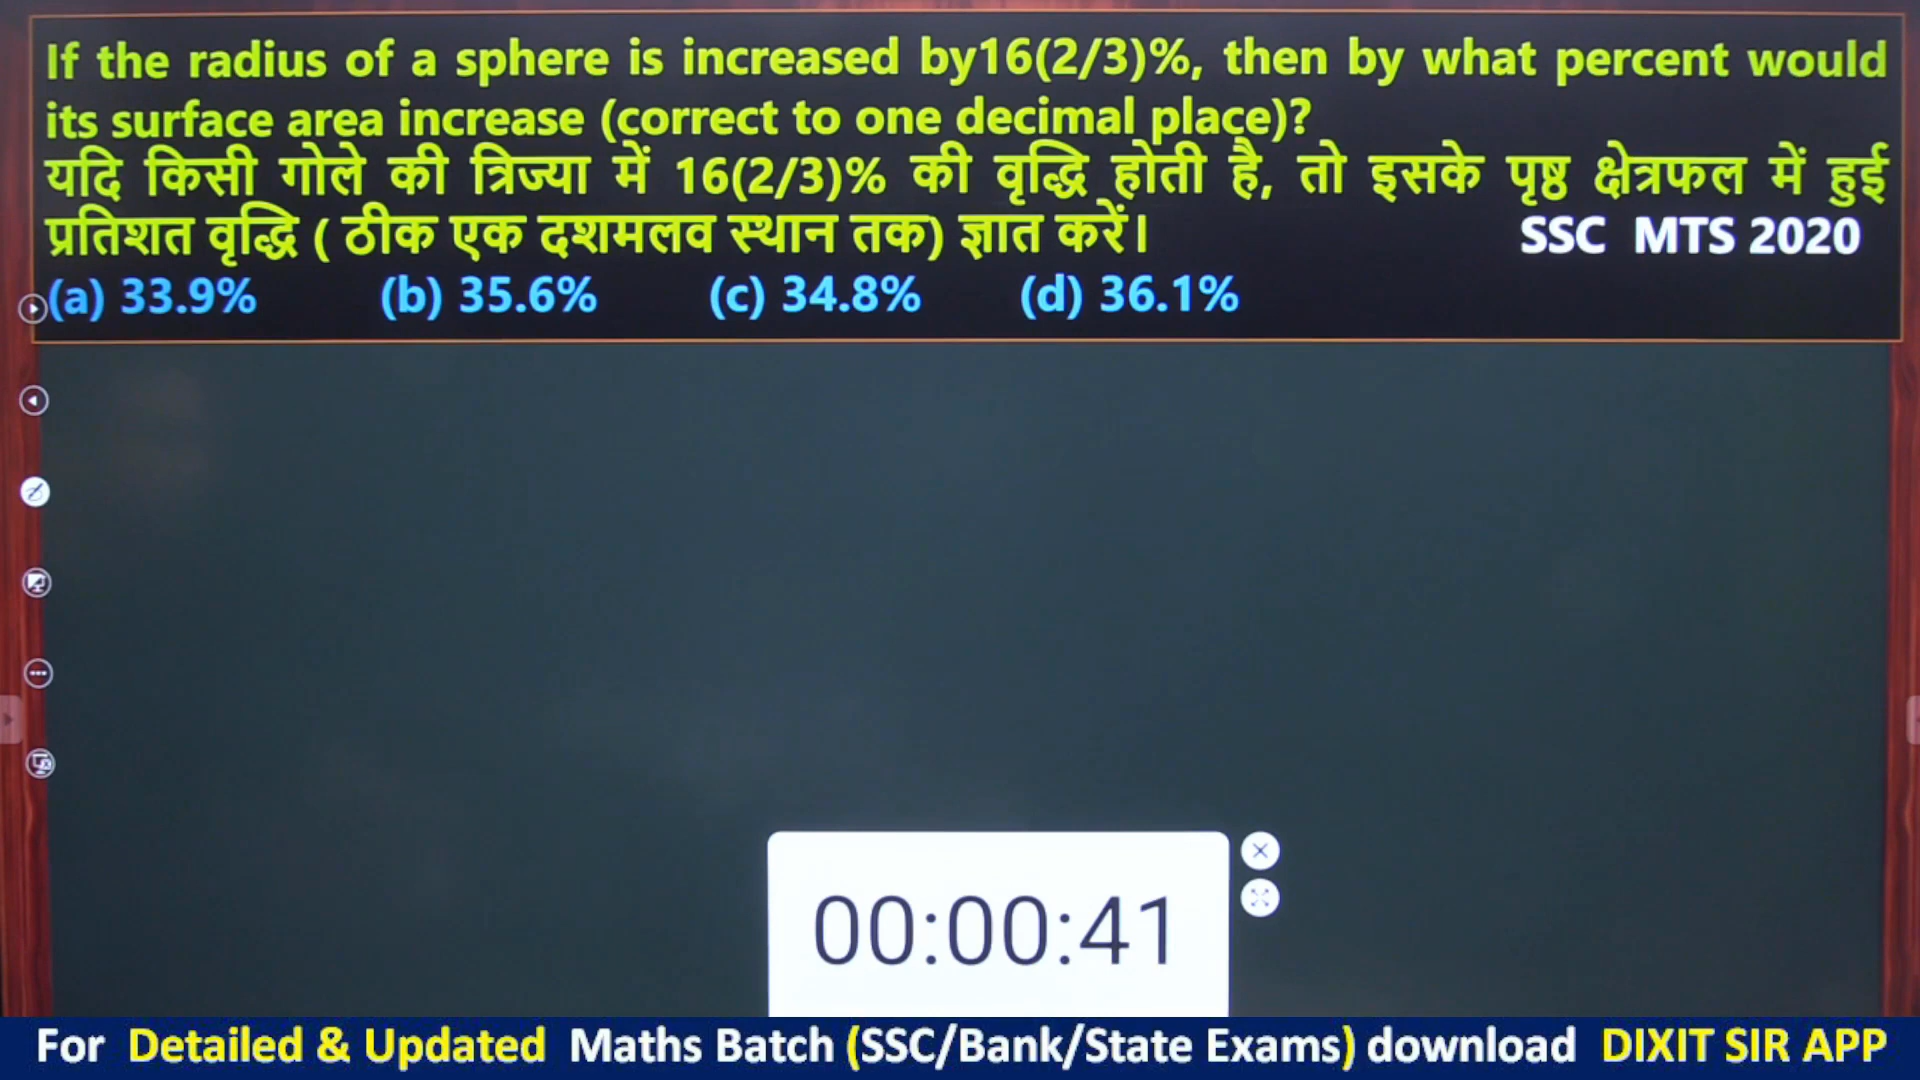 If the radius of a sphere is increased by16(2/3)%, then by what percent would
its surface area increase (correct to one decimal place)?
यदि किसी गोले की त्रिज्या में 16(2/3)% की वृद्धि होती है, तो इसके पृष्ठ क्षेत्रफल में हुई
प्रतिशत वृद्धि ( ठीक एक दशमलव स्थान तक) ज्ञात करें। SSC MTS 2020
(a) 33.9% (b) 35.6% (c) 34.8% (d) 36.1%
00:00:41
For Detailed & Updated Maths Batch (SSC/Bank/State Exams) download DIXIT SIR APP